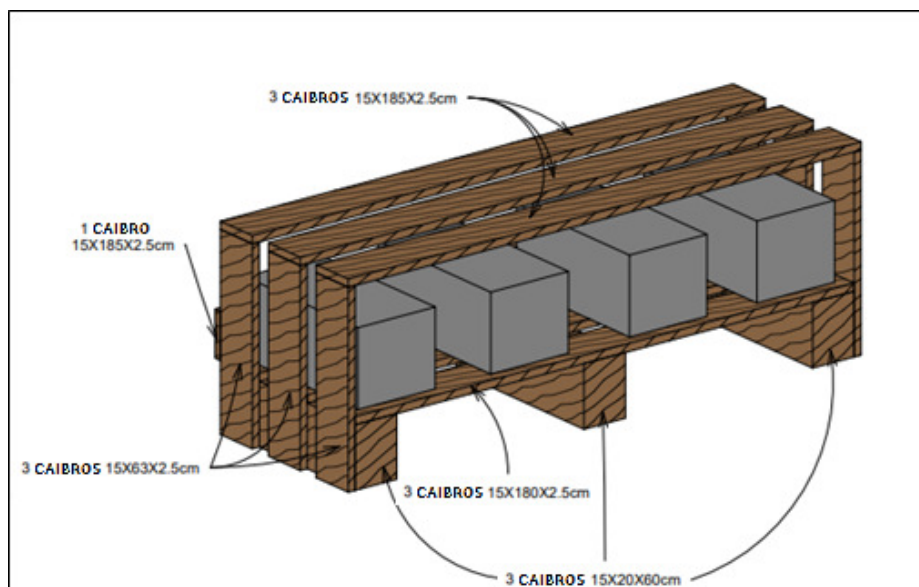 3 CAIBROS 15X185X2.5cm
1 CAIBRO
15X185X2.5cm
3 CAIBROS 15X63X2.5cm
3 CAIBROS 15X180X2.5cm
3 CAIBROS 15X20X60cm